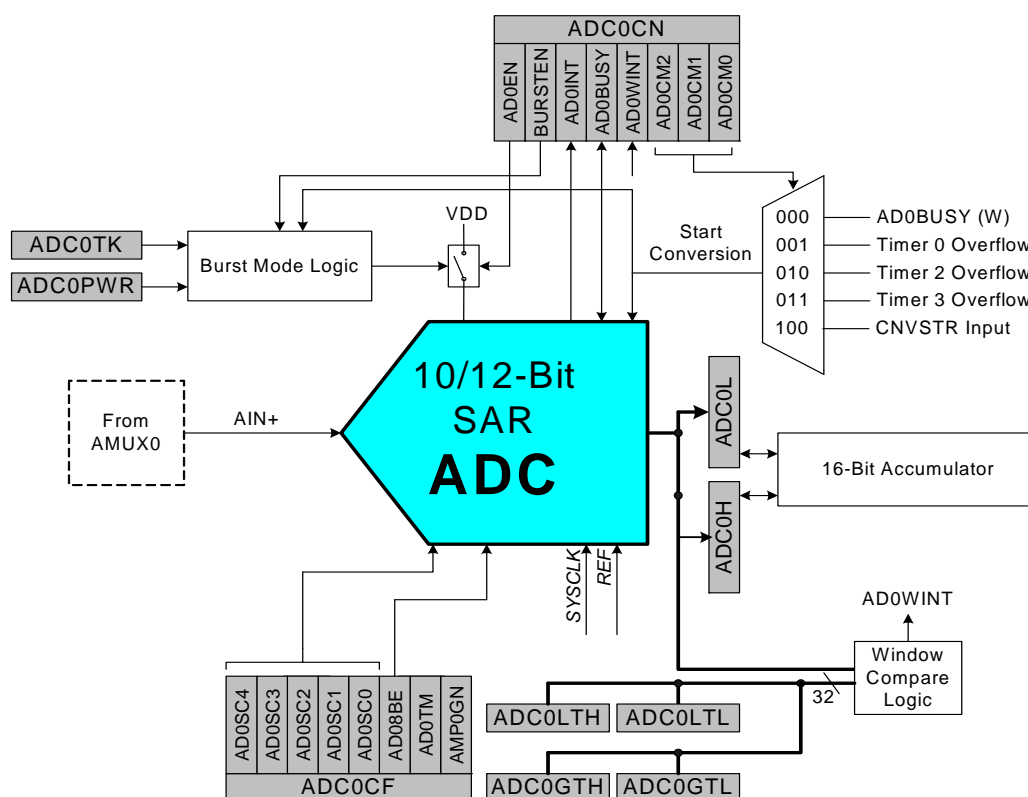 ADC0CN
AD0EN
BURSTEN
AD0INT
AD0BUSY
AD0WINT
AD0CM2
AD0CM1
AD0CM0
VDD
Start
Conversion
000
001
010
011
100
AD0BUSY (W)
Timer 0 Overflow
Timer 2 Overflow
Timer 3 Overflow
CNVSTR Input
ADC0TK
ADC0PWR
Burst Mode Logic
From
AMUX0
AIN+
10/12-Bit
SAR
ADC
ADC0L
ADC0H
16-Bit Accumulator
SYSCLK
REF
AD0WINT
Window
Compare
Logic
32
AD0SC4
AD0SC3
AD0SC2
AD0SC1
AD0SC0
AD08BE
AD0TM
AMP0GN
ADC0CF
ADC0LTH
ADC0LTL
ADC0GTH
ADC0GTL